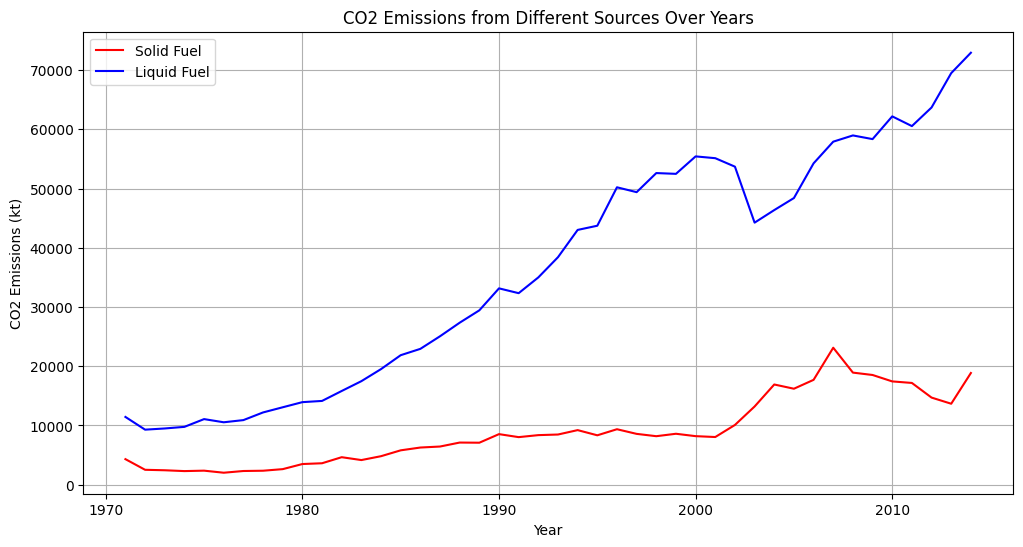 CO2 Emissions from Different Sources Over Years
Solid Fuel
Liquid Fuel
70000
60000
50000
40000
30000
20000
10000
0
CO2 Emissions (kt)
1970 1980 1990 2000 2010
Year